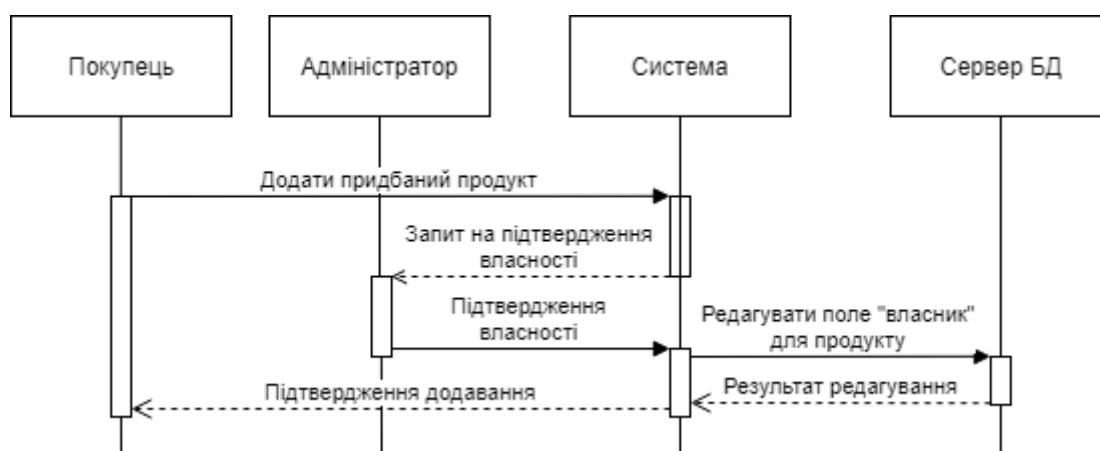 Покупець
Адміністратор
Система
Сервер БД
Додати придбаний продукт
Запит на підтвердження
власності
Підтвердження
власності
Редагувати поле "власник"
для продукту
Результат редагування
Підтвердження додавання